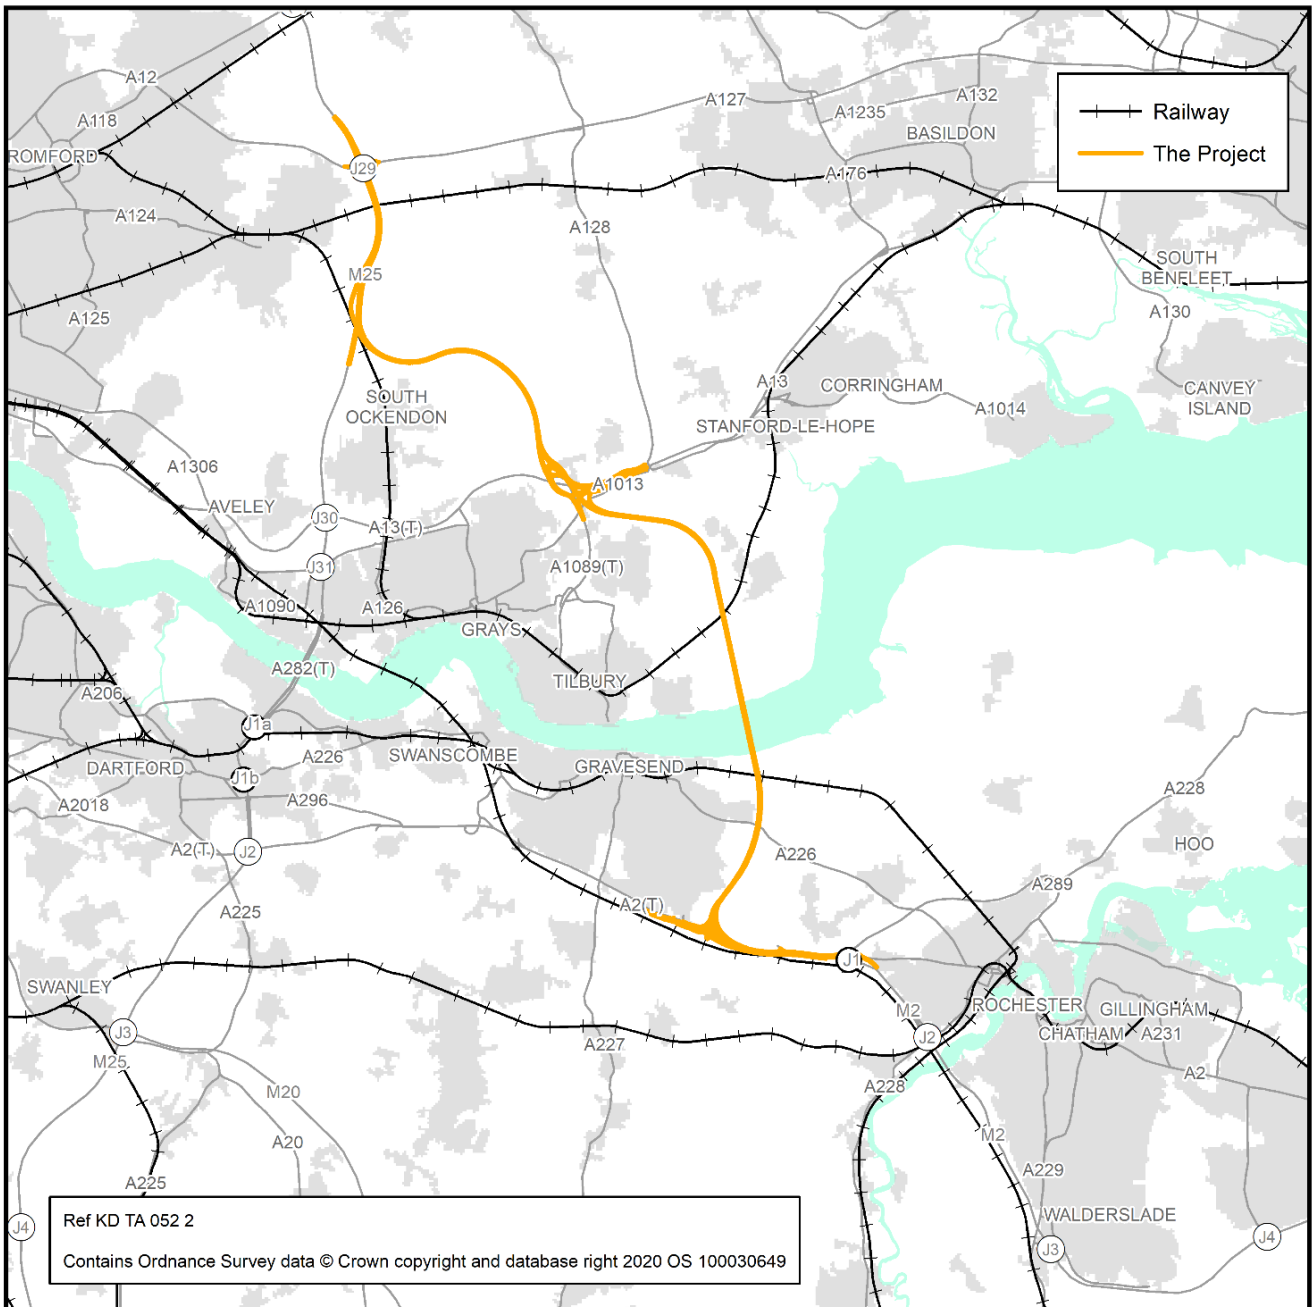 A12
A127
A132
A1235
BASILDON
Railway
The Project
A118
ROMFORD
J29
A176
A124
A128
M25
SOUTH
BENFLEET
A125
A130
SOUTH
OCKENDON
A13
CORRINGHAM
CANVEY
ISLAND
A1014
STANFORD-LE-HOPE
A1306
A1013
AVELEY
J30
A13(T)
J31
A1089(T)
A1090
A126
GRAYS
A282(T)
TILBURY
A206
J1a
DARTFORD
A226
SWANSCOMBE
GRAVESEND
J1b
A2018
A296
A228
A2(T)
J2
A226
HOO
A289
A225
A2(T)
J1
SWANLEY
ROCHESTER
GILLINGHAM
M2
CHATHAM
A231
J3
J2
A227
M25
A2
M20
A228
A20
M2
A229
A225
WALDERSLADE
J4
J3
J4
Ref KD TA 052 2
Contains Ordnance Survey data © Crown copyright and database right 2020 OS 100030649